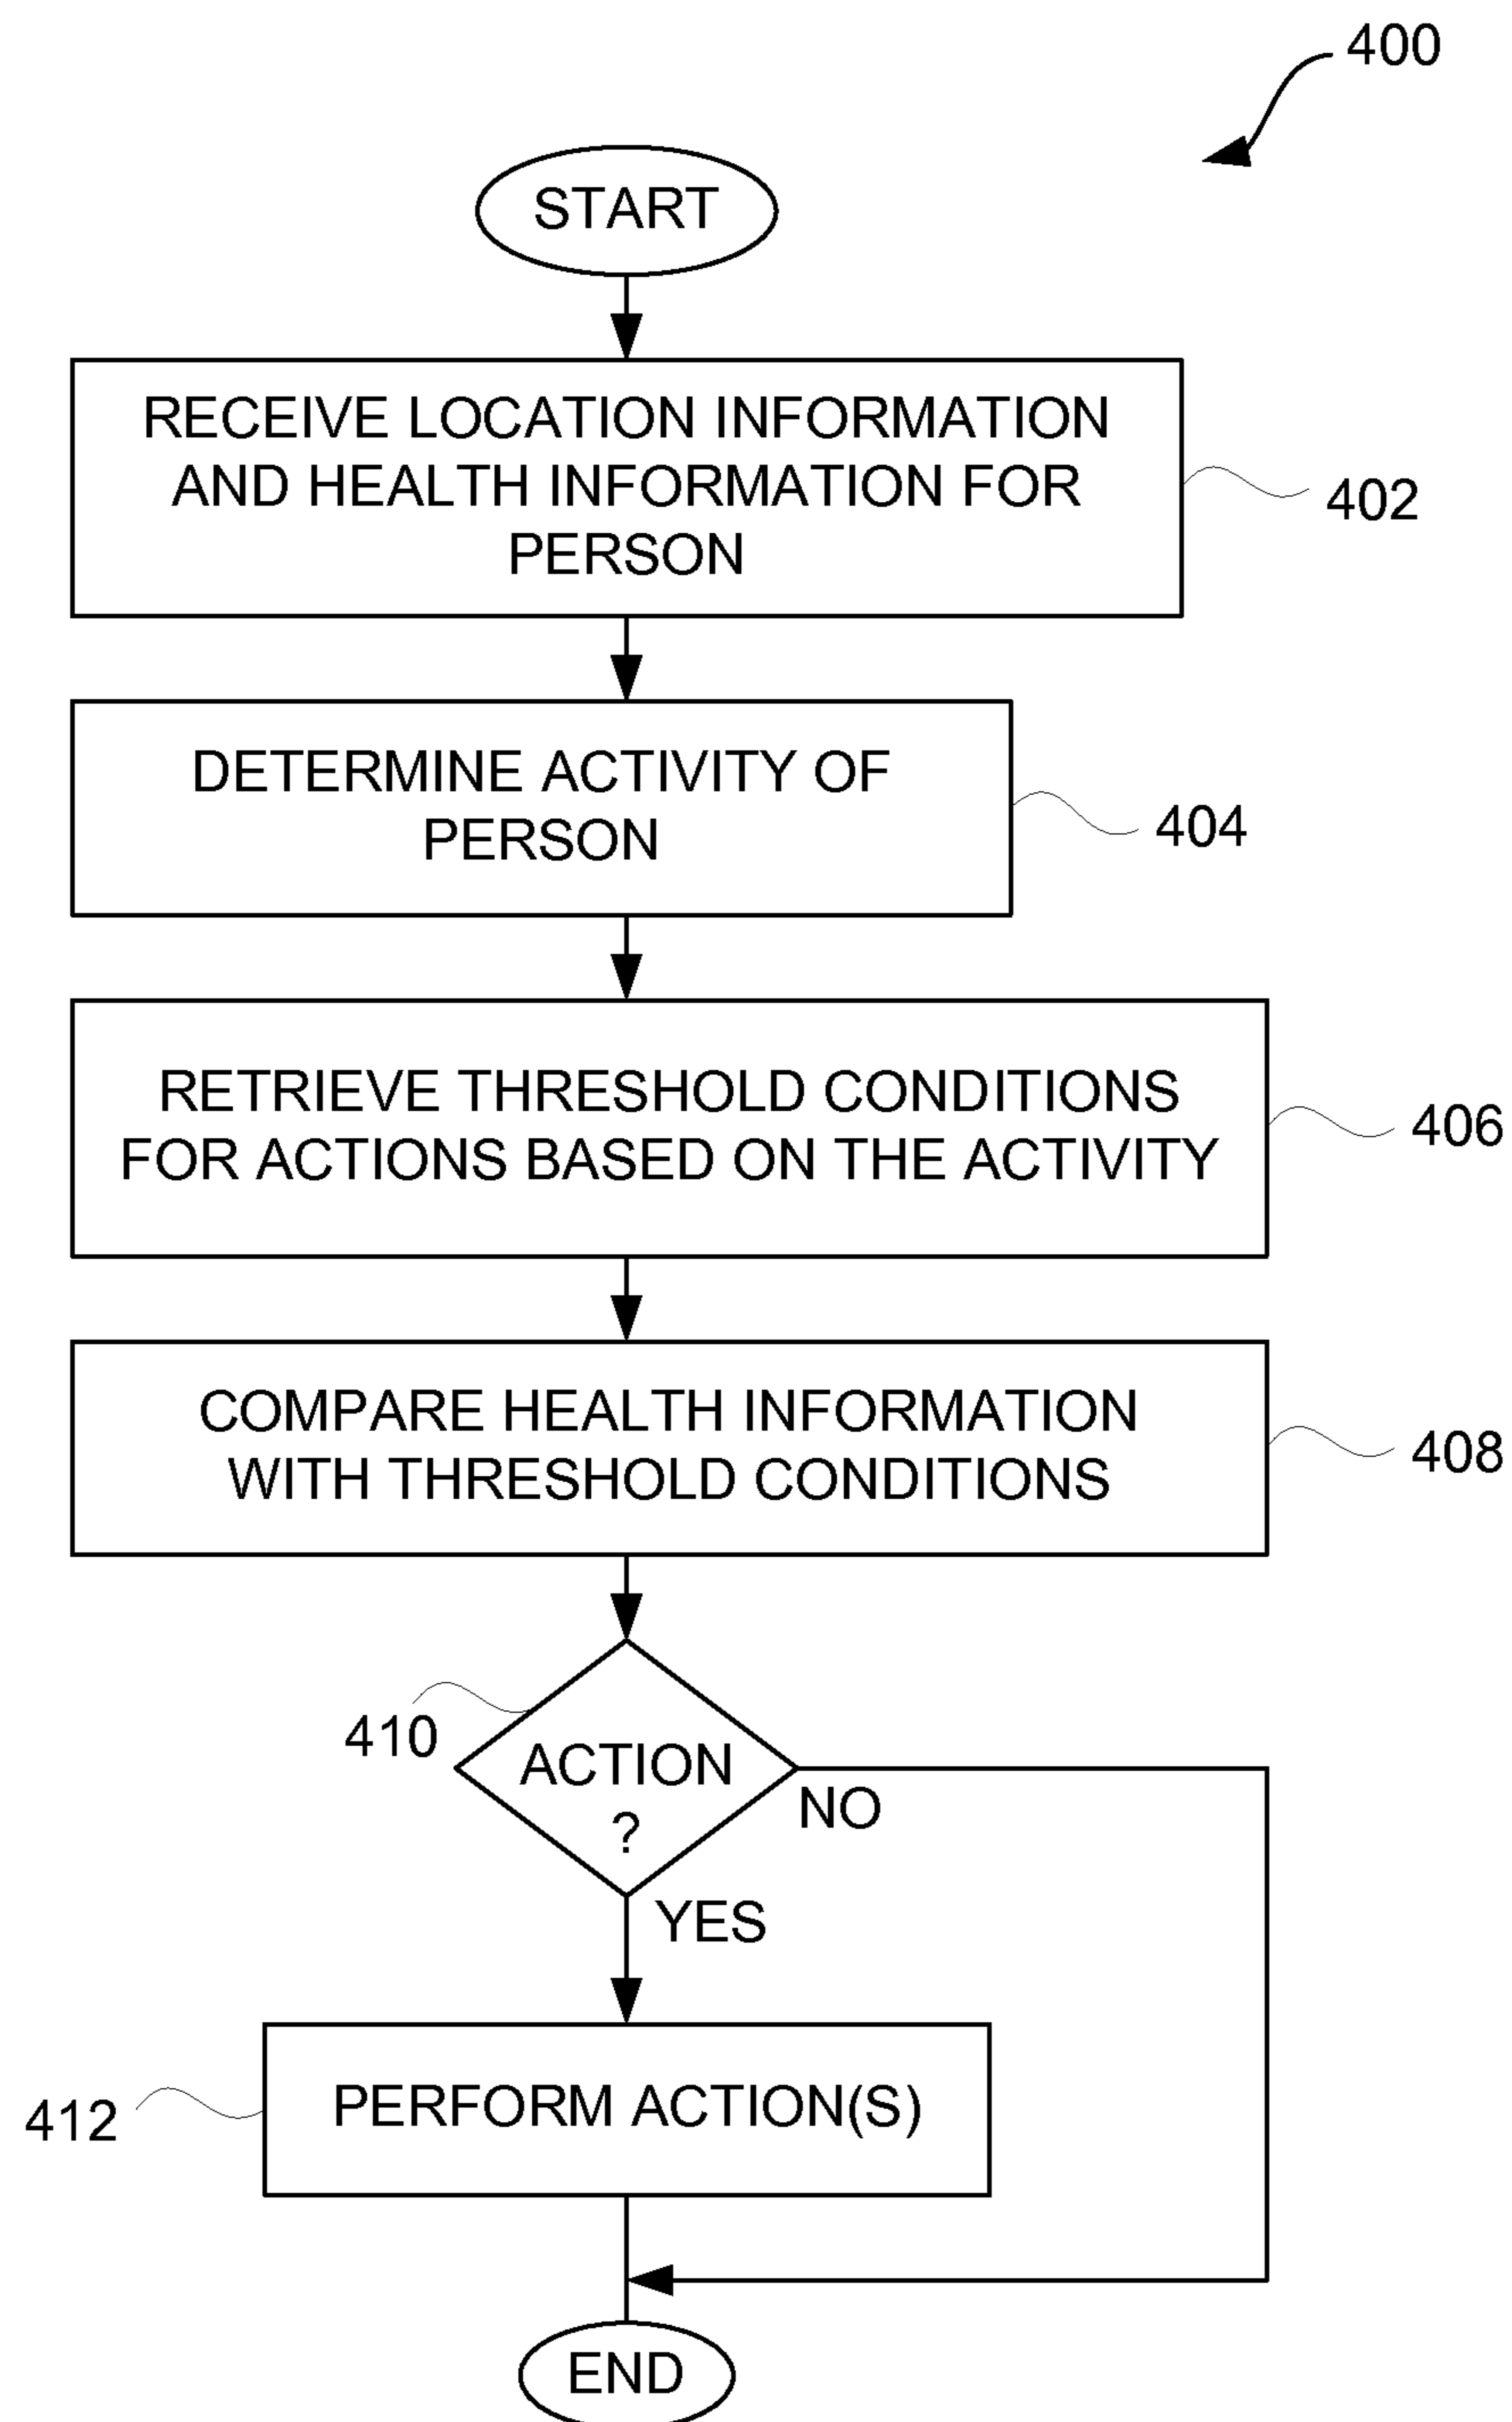 400
START
RECEIVE LOCATION INFORMATION
AND HEALTH INFORMATION FOR
PERSON
402
DETERMINE ACTIVITY OF
PERSON
404
RETRIEVE THRESHOLD CONDITIONS
FOR ACTIONS BASED ON THE ACTIVITY
406
COMPARE HEALTH INFORMATION
WITH THRESHOLD CONDITIONS
408
410
ACTION
?
NO
YES
PERFORM ACTION(S)
412
END